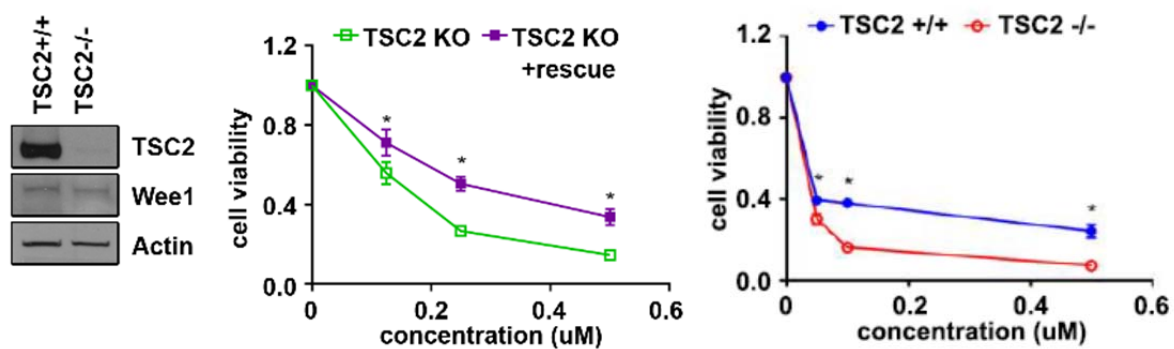 TSC2+/+
TSC2-/-
TSC2
Wee1
Actin
TSC2 KO
TSC2 KO
+rescue
cell viability
1.2
0.8
0.4
0.0
*
*
*
0
0.2
0.4
0.6
concentration (uM)
TSC2 +/+
TSC2 -/-
cell viability
1.2
0.8
0.4
0.0
*
*
*
0
0.2
0.4
0.6
concentration (uM)